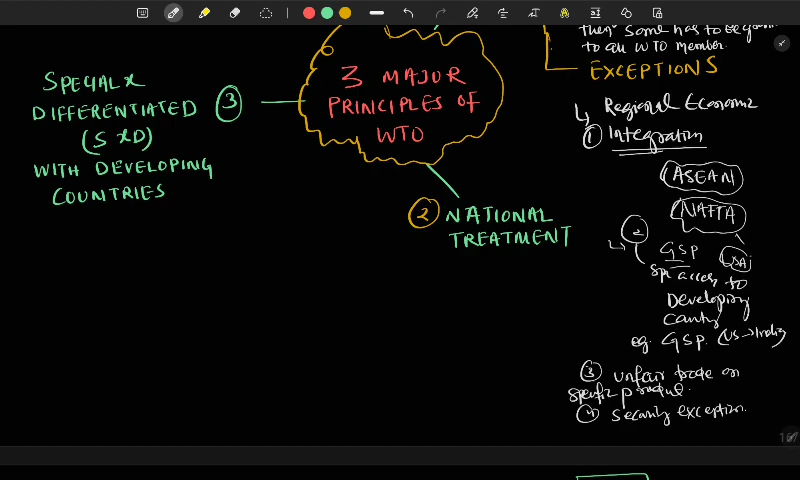 then same has to be given
to all WTO member.
EXCEPTIONS
3 MAJOR
PRINCIPLES OF
WTO
SPECIAL &
DIFFERENTIATED
(S & D)
WITH DEVELOPING
COUNTRIES
3
2 NATIONAL
TREATMENT
Regional Economic
1 Integration
ASEAN
NAFTA
2
GSP
USA
spl access to
Developing
eg. GSP. (US → India)
3 unfair trade on
specific product.
4 Security exception.